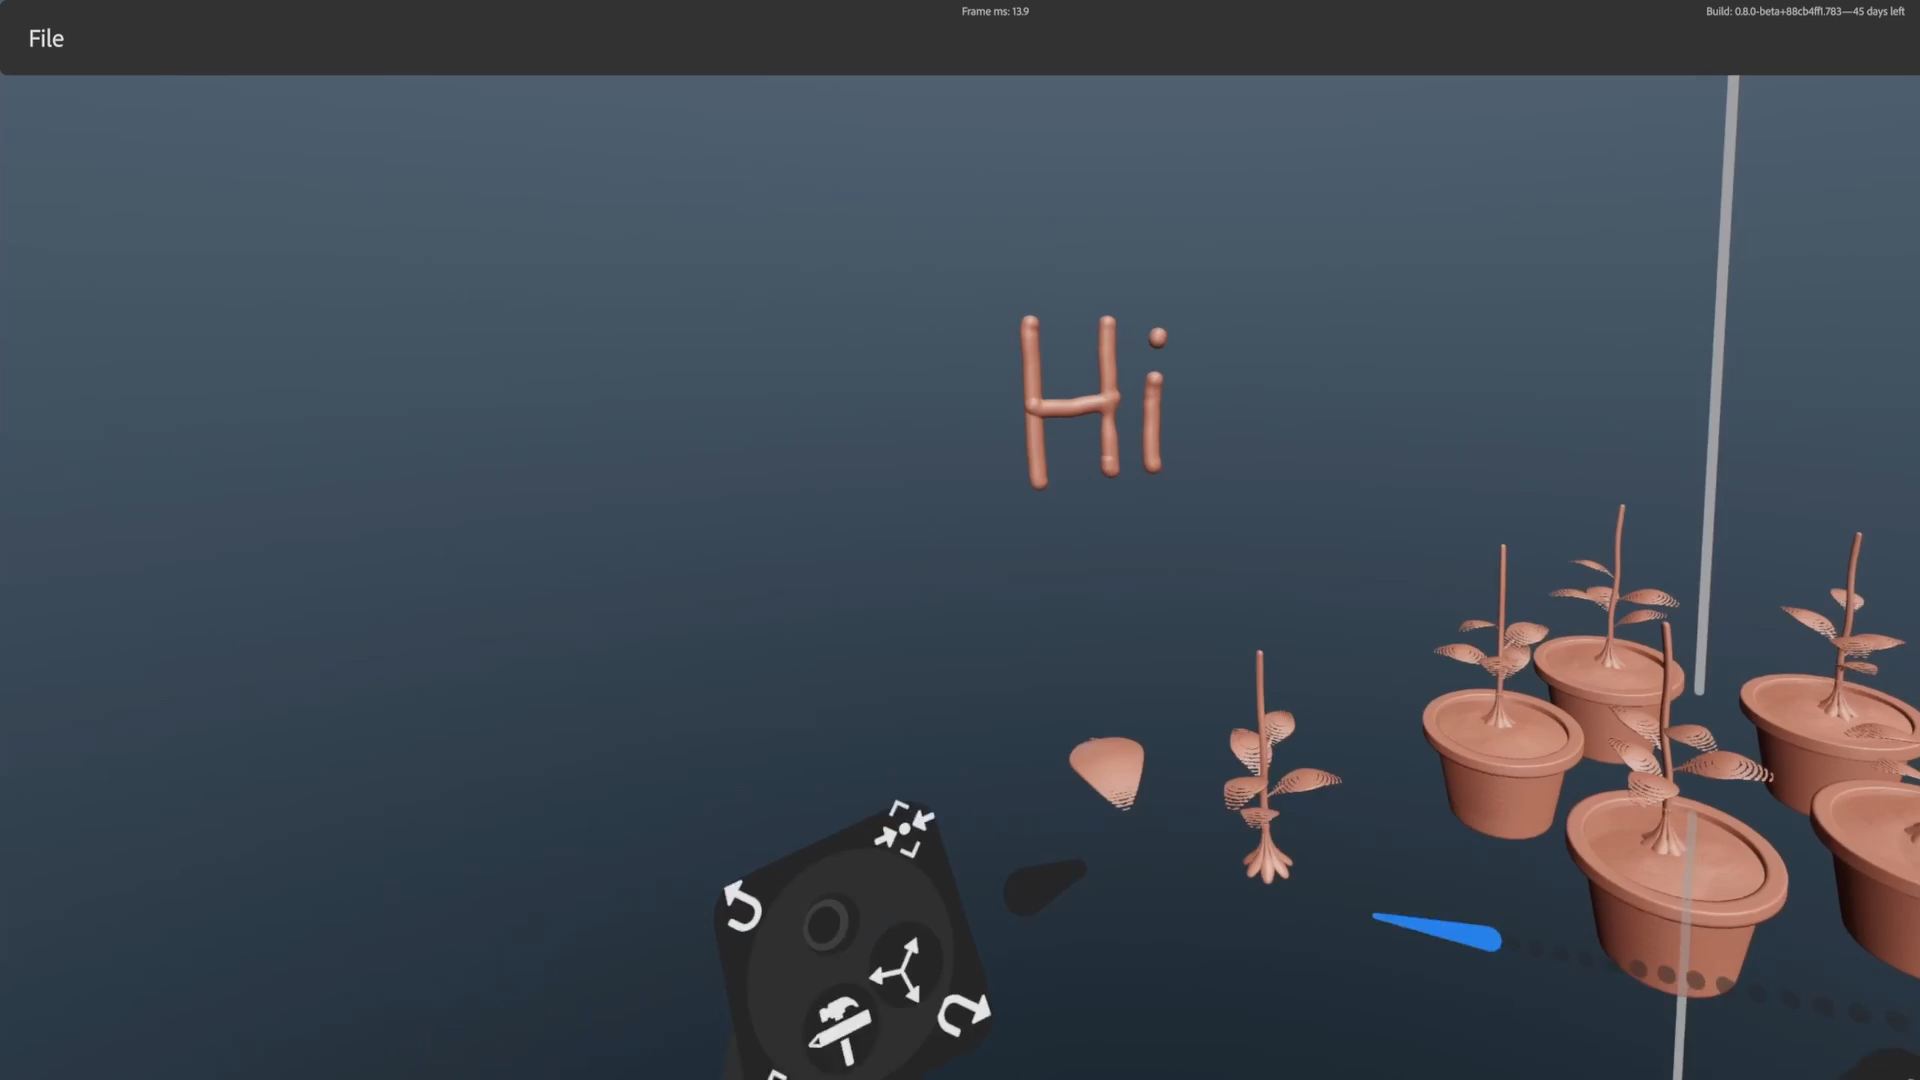 Frame ms: 13.9
Build: 0.8.0-beta+88cb4ff1.783—45 days left
File
Hi